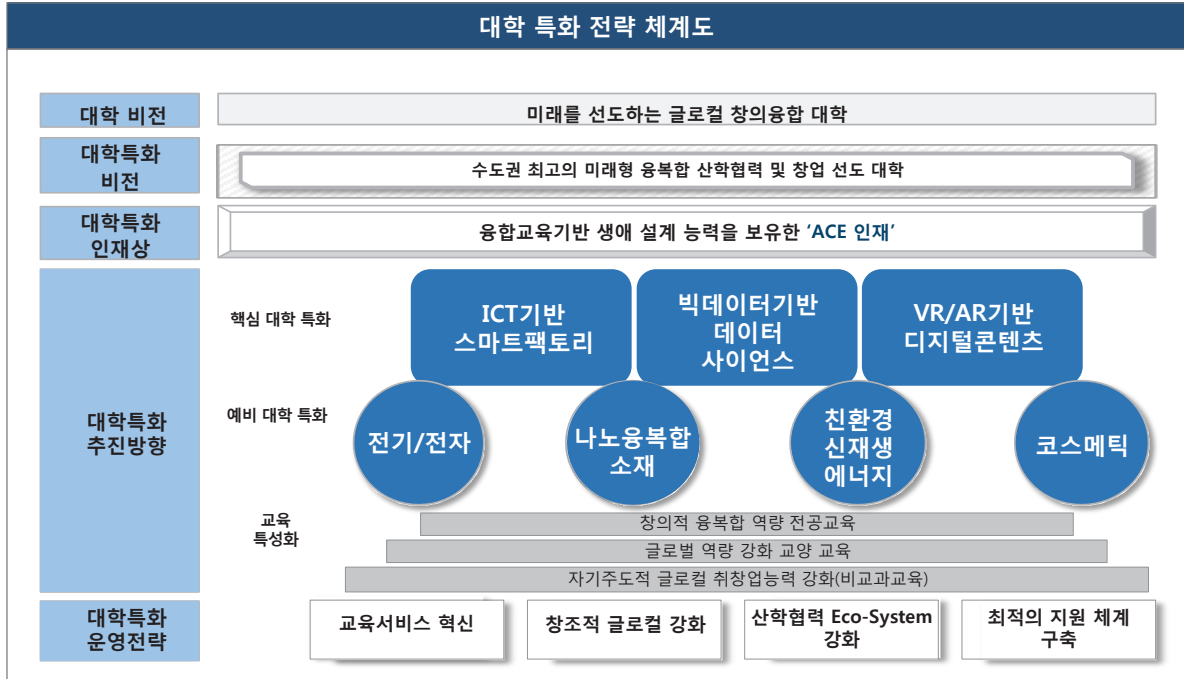 대학 특화 전략 체계도
대학 비전
미래를 선도하는 글로컬 창의융합 대학
대학특화
비전
수도권 최고의 미래형 융복합 산학협력 및 창업 선도 대학
대학특화
인재상
융합교육기반 생애 설계 능력을 보유한 ‘ACE 인재’
대학특화
추진방향
핵심 대학 특화
ICT기반
스마트팩토리
빅데이터기반
데이터
사이언스
VR/AR기반
디지털콘텐츠
예비 대학 특화
전기/전자
나노융복합
소재
친환경
신재생
에너지
코스메틱
교육
특성화
창의적 융복합 역량 전공교육
글로벌 역량 강화 교양 교육
자기주도적 글로컬 취창업능력 강화(비교과교육)
대학특화
운영전략
교육서비스 혁신
창조적 글로컬 강화
산학협력 Eco-System
강화
최적의 지원 체계
구축